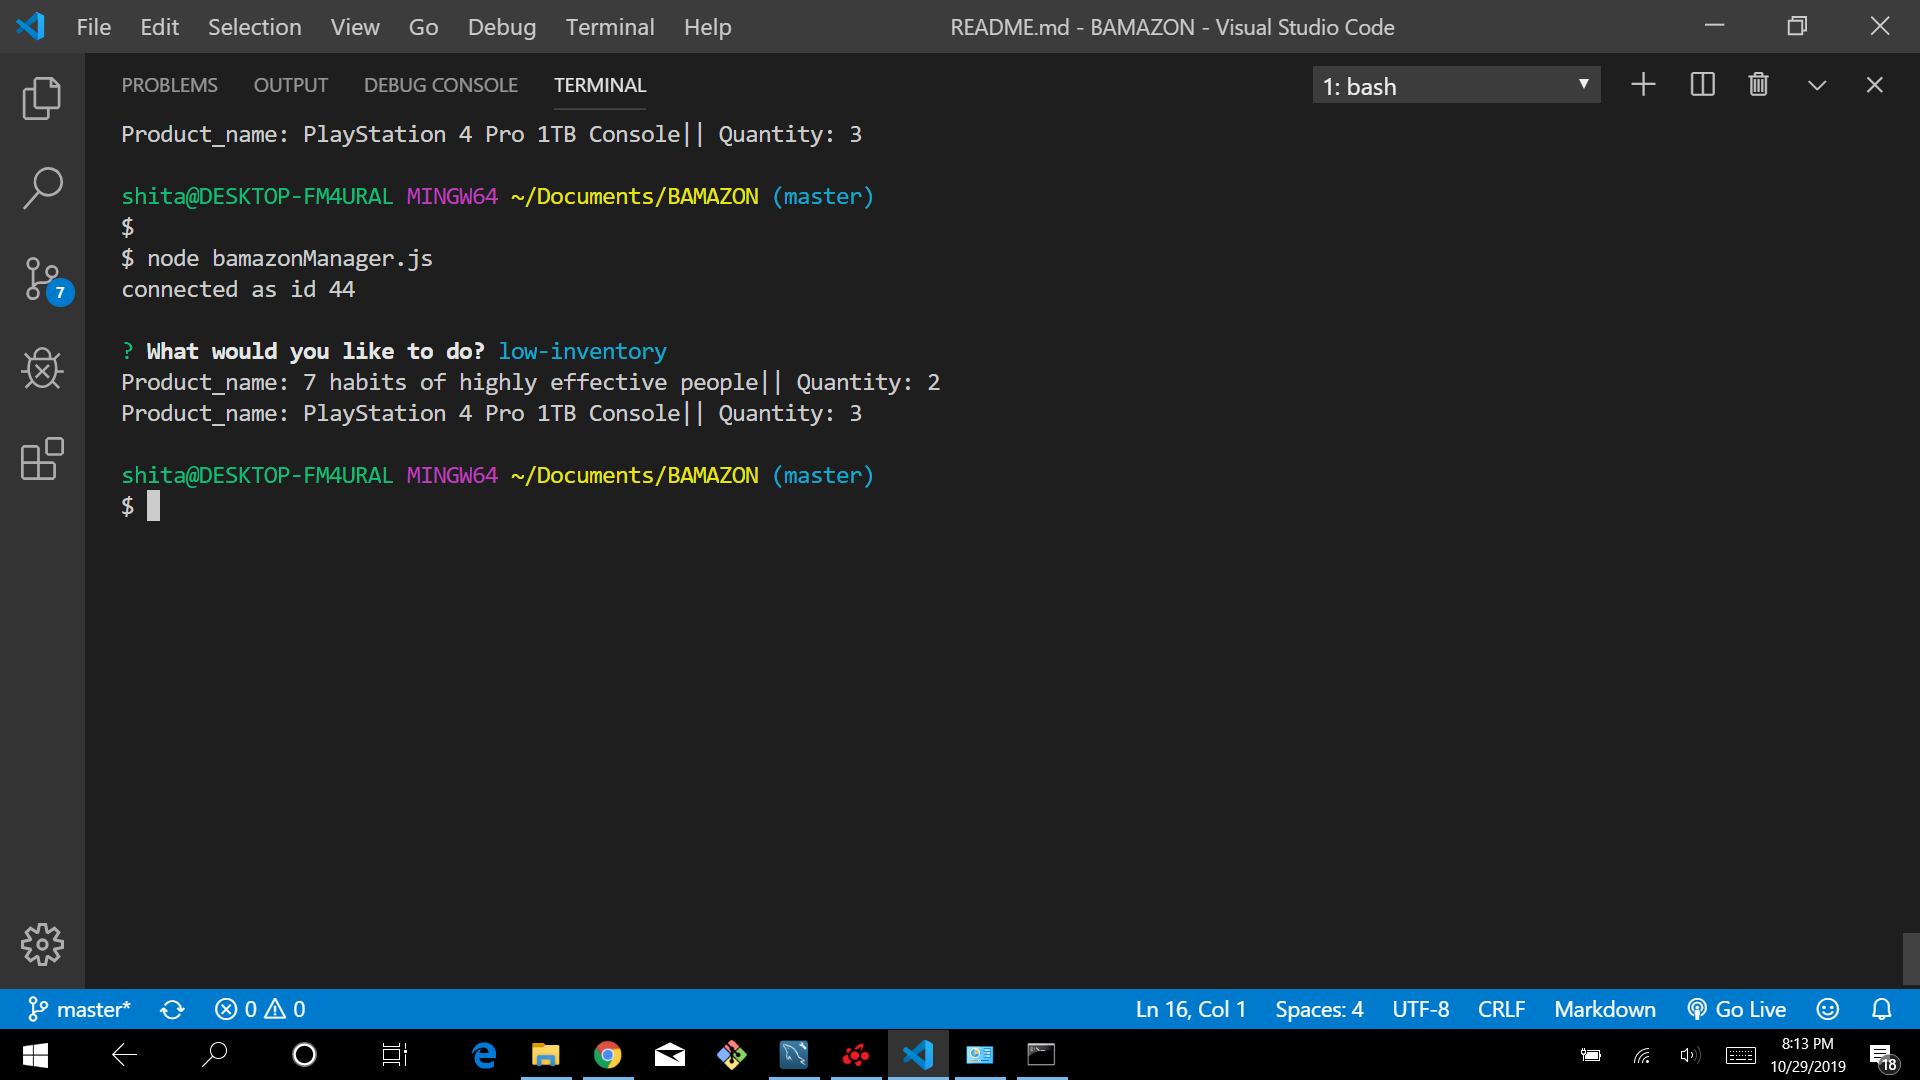 File Edit Selection View Go Debug Terminal Help README.md - BAMAZON - Visual Studio Code
PROBLEMS OUTPUT DEBUG CONSOLE TERMINAL 1: bash
Product_name: PlayStation 4 Pro 1TB Console|| Quantity: 3
shita@DESKTOP-FM4URAL MINGW64 ~/Documents/BAMAZON (master)
$
$ node bamazonManager.js
connected as id 44
? What would you like to do? low-inventory
Product_name: 7 habits of highly effective people|| Quantity: 2
Product_name: PlayStation 4 Pro 1TB Console|| Quantity: 3
shita@DESKTOP-FM4URAL MINGW64 ~/Documents/BAMAZON (master)
$
7
master* 0 0 Ln 16, Col 1 Spaces: 4 UTF-8 CRLF Markdown Go Live
8:13 PM
10/29/2019
18